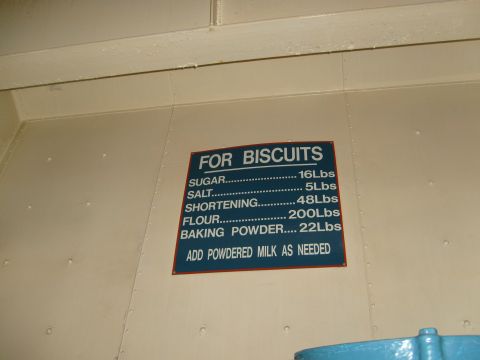 FOR BISCUITS
SUGAR........................16Lbs
SALT...............................5Lbs
SHORTENING............48Lbs
FLOUR.....................200Lbs
BAKING POWDER....22Lbs
ADD POWDERED MILK AS NEEDED